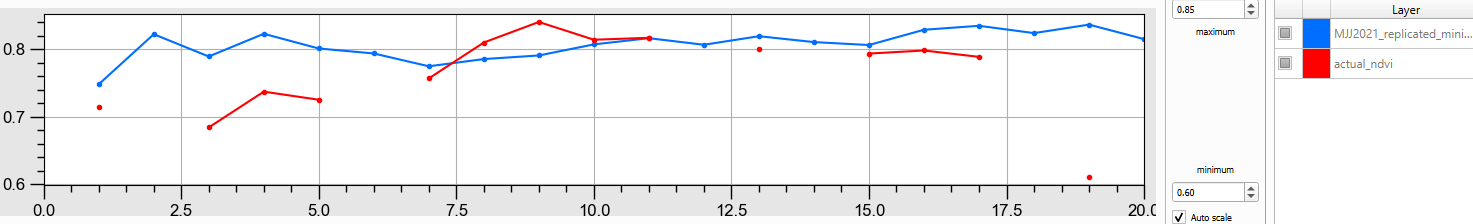 0.8
0.7
0.6
0.0 2.5 5.0 7.5 10.0 12.5 15.0 17.5 20.0
0.85
maximum
minimum
0.60
Auto scale
Layer
MJJ2021_replicated_mini...
actual_ndvi